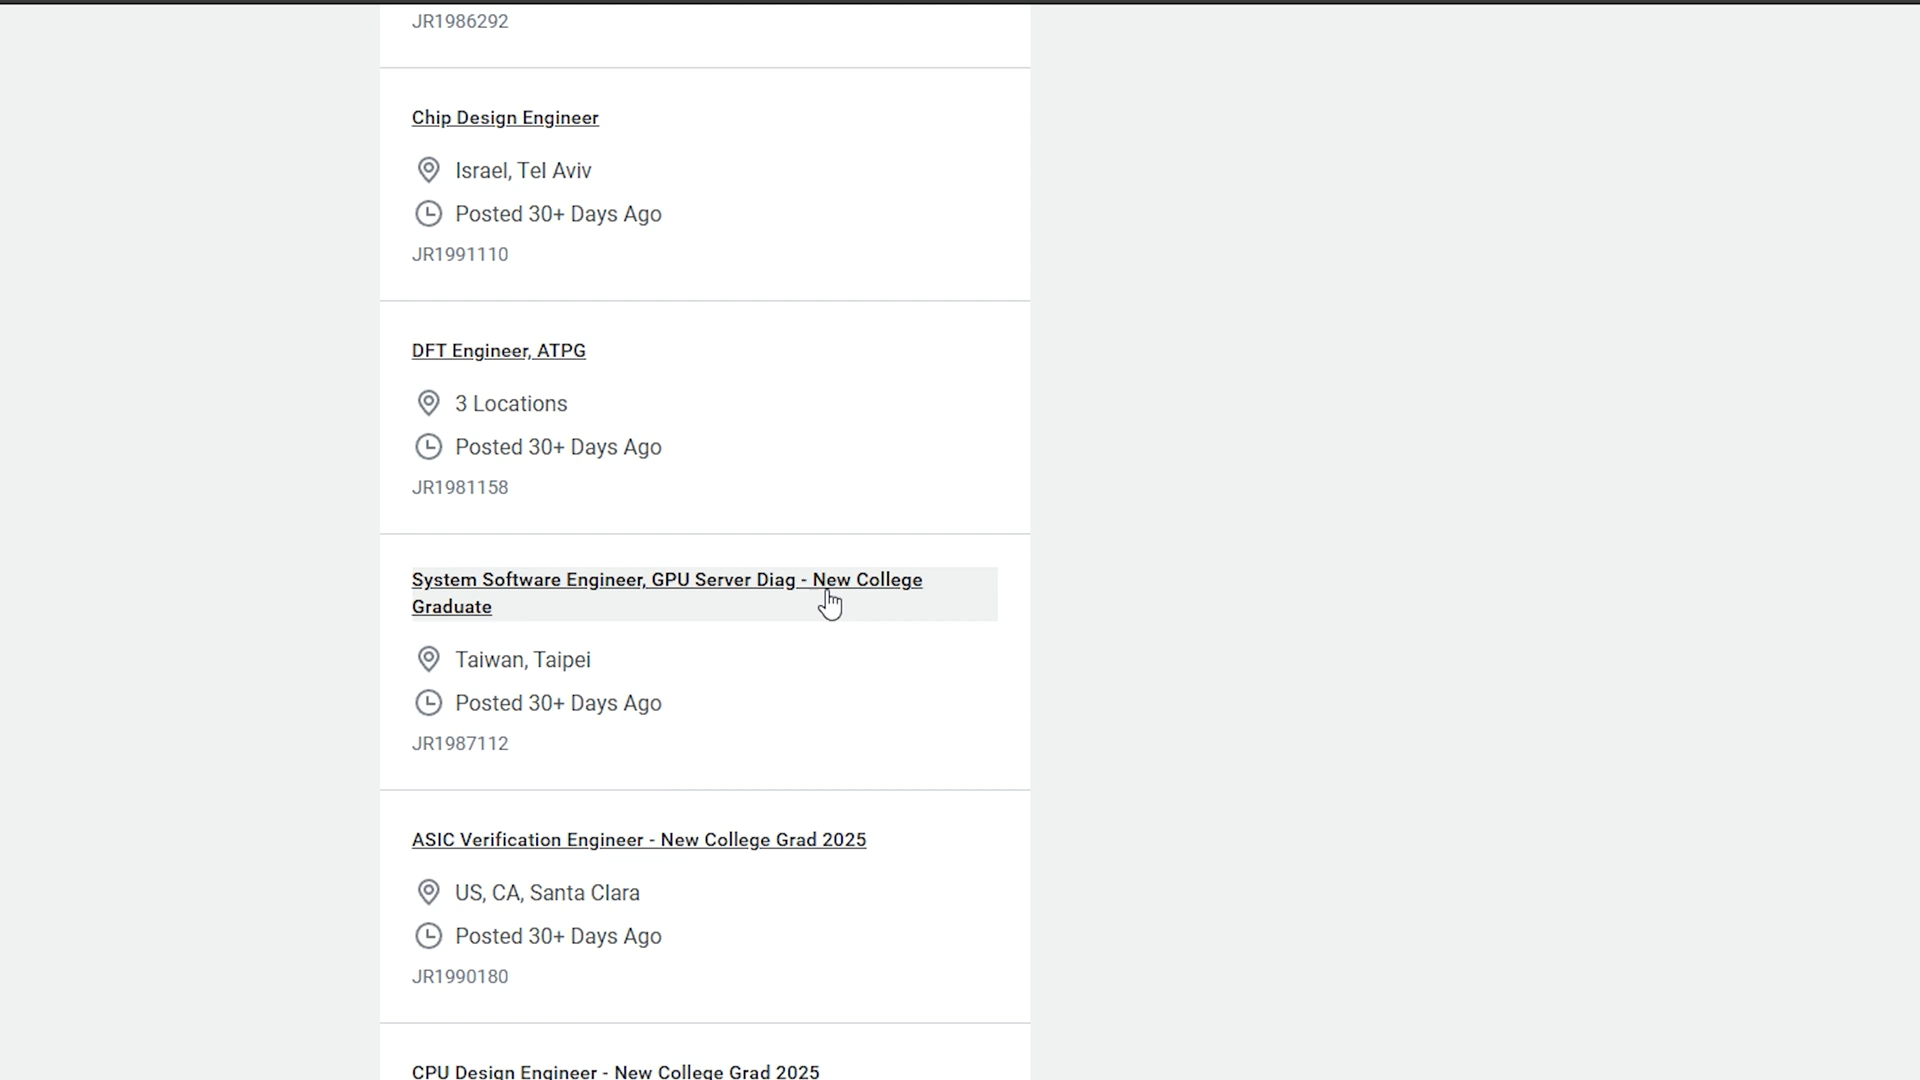 JR1986292
Chip Design Engineer
Israel, Tel Aviv
Posted 30+ Days Ago
JR1991110
DFT Engineer, ATPG
3 Locations
Posted 30+ Days Ago
JR1981158
System Software Engineer, GPU Server Diag - New College
Graduate
Taiwan, Taipei
Posted 30+ Days Ago
JR1987112
ASIC Verification Engineer - New College Grad 2025
US, CA, Santa Clara
Posted 30+ Days Ago
JR1990180
CPU Design Engineer - New College Grad 2025